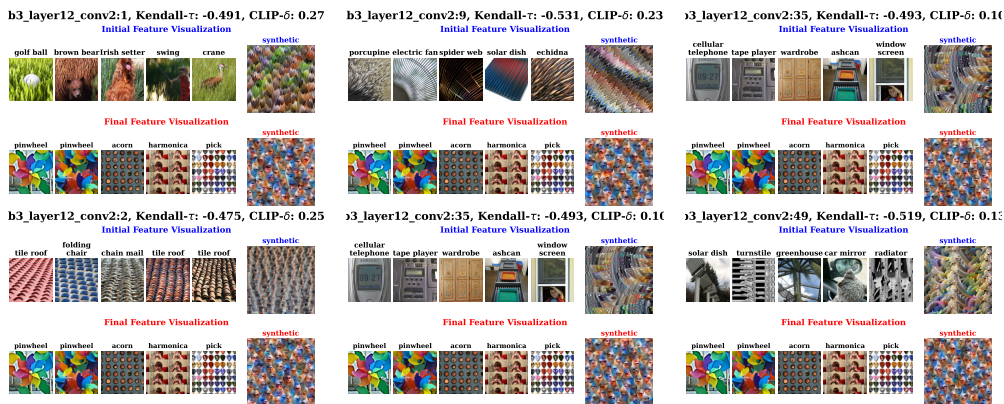 b3_layer12_conv2:1, Kendall-τ: -0.491, CLIP-δ: 0.27
Initial Feature Visualization
synthetic
golf ball brown bear Irish setter swing crane
Final Feature Visualization
synthetic
pinwheel pinwheel acorn harmonica pick
b3_layer12_conv2:9, Kendall-τ: -0.531, CLIP-δ: 0.23
Initial Feature Visualization
synthetic
porcupine electric fan spider web solar dish echidna
Final Feature Visualization
synthetic
pinwheel pinwheel acorn harmonica pick
b3_layer12_conv2:35, Kendall-τ: -0.493, CLIP-δ: 0.10
Initial Feature Visualization
synthetic
cellular telephone tape player wardrobe ashcan window screen
Final Feature Visualization
synthetic
pinwheel pinwheel acorn harmonica pick
b3_layer12_conv2:2, Kendall-τ: -0.475, CLIP-δ: 0.25
Initial Feature Visualization
synthetic
tile roof folding chair chain mail tile roof tile roof
Final Feature Visualization
synthetic
pinwheel pinwheel acorn harmonica pick
b3_layer12_conv2:35, Kendall-τ: -0.493, CLIP-δ: 0.10
Initial Feature Visualization
synthetic
cellular telephone tape player wardrobe ashcan window screen
Final Feature Visualization
synthetic
pinwheel pinwheel acorn harmonica pick
b3_layer12_conv2:49, Kendall-τ: -0.519, CLIP-δ: 0.13
Initial Feature Visualization
synthetic
solar dish turnstile greenhouse car mirror radiator
Final Feature Visualization
synthetic
pinwheel pinwheel acorn harmonica pick